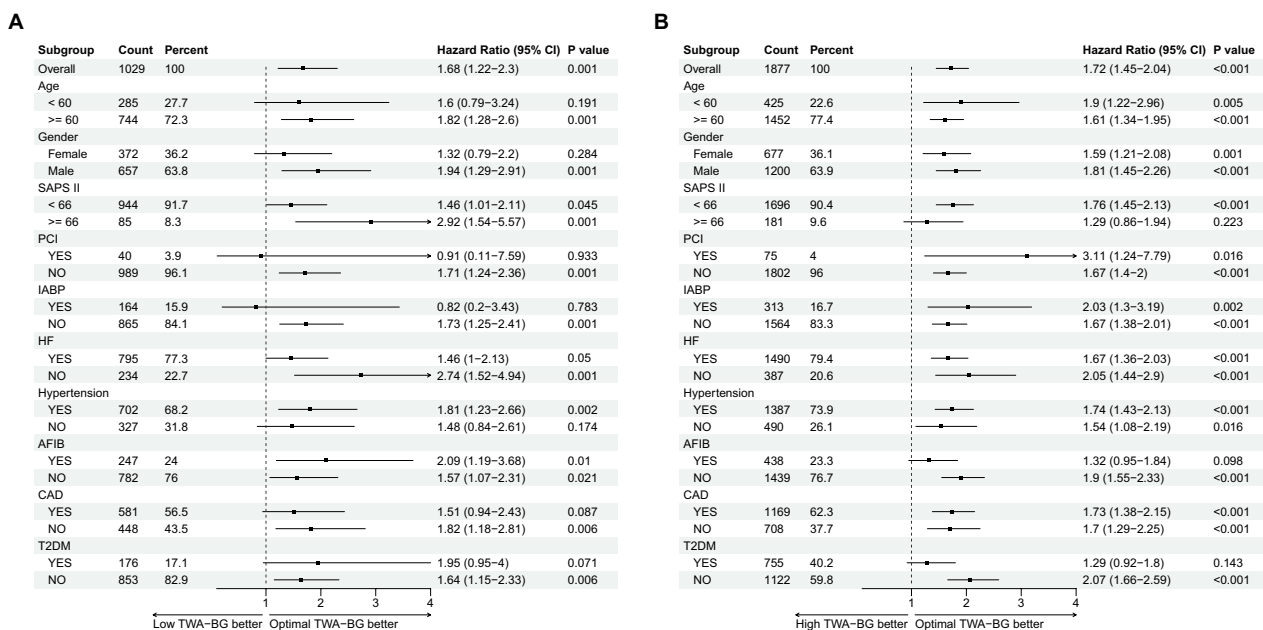 A
Subgroup Count Percent Hazard Ratio (95% CI) P value
Overall 1029 100 1.68 (1.22−2.3) 0.001
Age
< 60 285 27.7 1.6 (0.79−3.24) 0.191
>= 60 744 72.3 1.82 (1.28−2.6) 0.001
Gender
Female 372 36.2 1.32 (0.79−2.2) 0.284
Male 657 63.8 1.94 (1.29−2.91) 0.001
SAPS II
< 66 944 91.7 1.46 (1.01−2.11) 0.045
>= 66 85 8.3 2.92 (1.54−5.57) 0.001
PCI
YES 40 3.9 0.91 (0.11−7.59) 0.933
NO 989 96.1 1.71 (1.24−2.36) 0.001
IABP
YES 164 15.9 0.82 (0.2−3.43) 0.783
NO 865 84.1 1.73 (1.25−2.41) 0.001
HF
YES 795 77.3 1.46 (1−2.13) 0.05
NO 234 22.7 2.74 (1.52−4.94) 0.001
Hypertension
YES 702 68.2 1.81 (1.23−2.66) 0.002
NO 327 31.8 1.48 (0.84−2.61) 0.174
AFIB
YES 247 24 2.09 (1.19−3.68) 0.01
NO 782 76 1.57 (1.07−2.31) 0.021
CAD
YES 581 56.5 1.51 (0.94−2.43) 0.087
NO 448 43.5 1.82 (1.18−2.81) 0.006
T2DM
YES 176 17.1 1.95 (0.95−4) 0.071
NO 853 82.9 1.64 (1.15−2.33) 0.006
1 2 3 4
Low TWA−BG better Optimal TWA−BG better
B
Subgroup Count Percent Hazard Ratio (95% CI) P value
Overall 1877 100 1.72 (1.45−2.04) <0.001
Age
< 60 425 22.6 1.9 (1.22−2.96) 0.005
>= 60 1452 77.4 1.61 (1.34−1.95) <0.001
Gender
Female 677 36.1 1.59 (1.21−2.08) 0.001
Male 1200 63.9 1.81 (1.45−2.26) <0.001
SAPS II
< 66 1696 90.4 1.76 (1.45−2.13) <0.001
>= 66 181 9.6 1.29 (0.86−1.94) 0.223
PCI
YES 75 4 3.11 (1.24−7.79) 0.016
NO 1802 96 1.67 (1.4−2) <0.001
IABP
YES 313 16.7 2.03 (1.3−3.19) 0.002
NO 1564 83.3 1.67 (1.38−2.01) <0.001
HF
YES 1490 79.4 1.67 (1.36−2.03) <0.001
NO 387 20.6 2.05 (1.44−2.9) <0.001
Hypertension
YES 1387 73.9 1.74 (1.43−2.13) <0.001
NO 490 26.1 1.54 (1.08−2.19) 0.016
AFIB
YES 438 23.3 1.32 (0.95−1.84) 0.098
NO 1439 76.7 1.9 (1.55−2.33) <0.001
CAD
YES 1169 62.3 1.73 (1.38−2.15) <0.001
NO 708 37.7 1.7 (1.29−2.25) <0.001
T2DM
YES 755 40.2 1.29 (0.92−1.8) 0.143
NO 1122 59.8 2.07 (1.66−2.59) <0.001
1 2 3 4
High TWA−BG better Optimal TWA−BG better